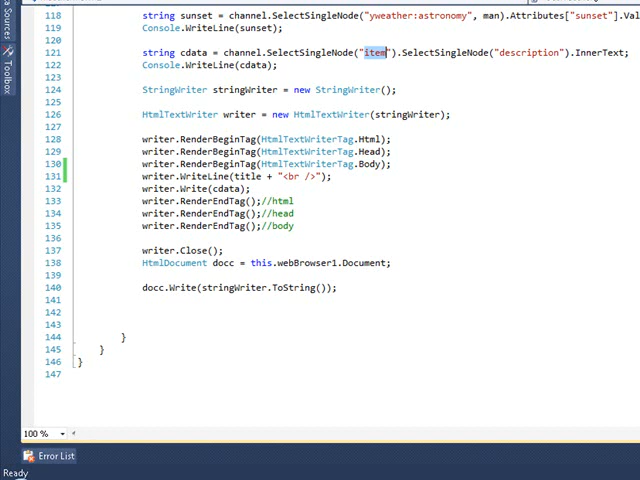 118 string sunset = channel.SelectSingleNode("yweather:astronomy", man).Attributes["sunset"].Val
119 Console.WriteLine(sunset);
120
121 string cdata = channel.SelectSingleNode("item").SelectSingleNode("description").InnerText;
122 Console.WriteLine(cdata);
123
124 StringWriter stringWriter = new StringWriter();
125
126 HtmlTextWriter writer = new HtmlTextWriter(stringWriter);
127
128 writer.RenderBeginTag(HtmlTextWriterTag.Html);
129 writer.RenderBeginTag(HtmlTextWriterTag.Head);
130 writer.RenderBeginTag(HtmlTextWriterTag.Body);
131 writer.WriteLine(title + "<br />");
132 writer.Write(cdata);
133 writer.RenderEndTag();//html
134 writer.RenderEndTag();//head
135 writer.RenderEndTag();//body
136
137 writer.Close();
138 HtmlDocument docc = this.webBrowser1.Document;
139
140 docc.Write(stringWriter.ToString());
141
142
143
144 }
145 }
146 }
147
100 %
Error List
Ready
a Sources
Toolbox